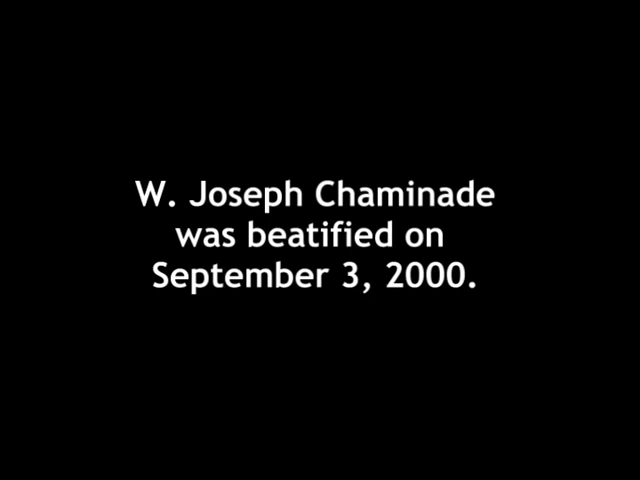 W. Joseph Chaminade
was beatified on
September 3, 2000.